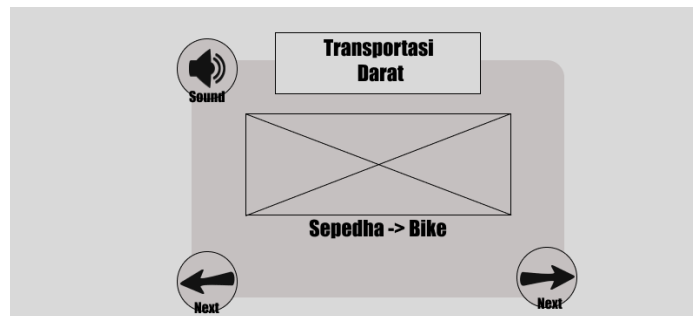 Transportasi
Darat
Sound
Sepedha -> Bike
Next
Next